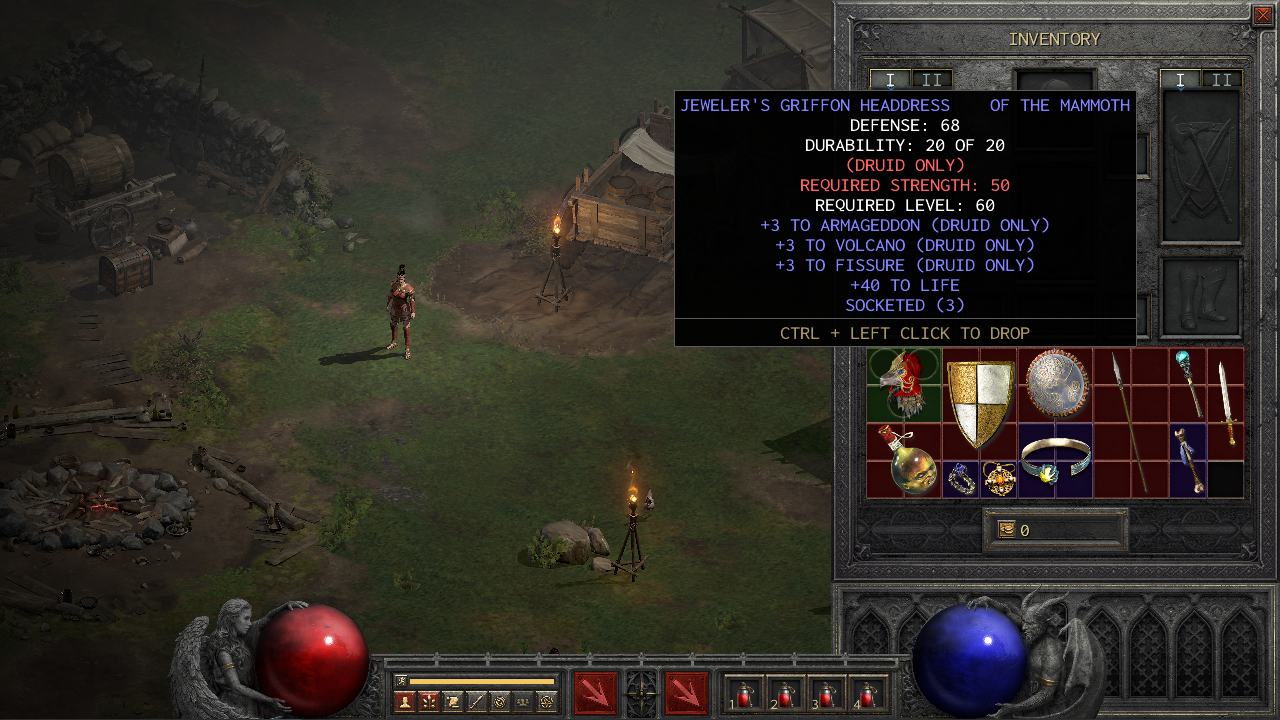 INVENTORY
I II
I II
JEWELER'S GRIFFON HEADDRESS OF THE MAMMOTH
DEFENSE: 68
DURABILITY: 20 OF 20
(DRUID ONLY)
REQUIRED STRENGTH: 50
REQUIRED LEVEL: 60
+3 TO ARMAGEDDON (DRUID ONLY)
+3 TO VOLCANO (DRUID ONLY)
+3 TO FISSURE (DRUID ONLY)
+40 TO LIFE
SOCKETED (3)
CTRL + LEFT CLICK TO DROP
0
1 2 3 4